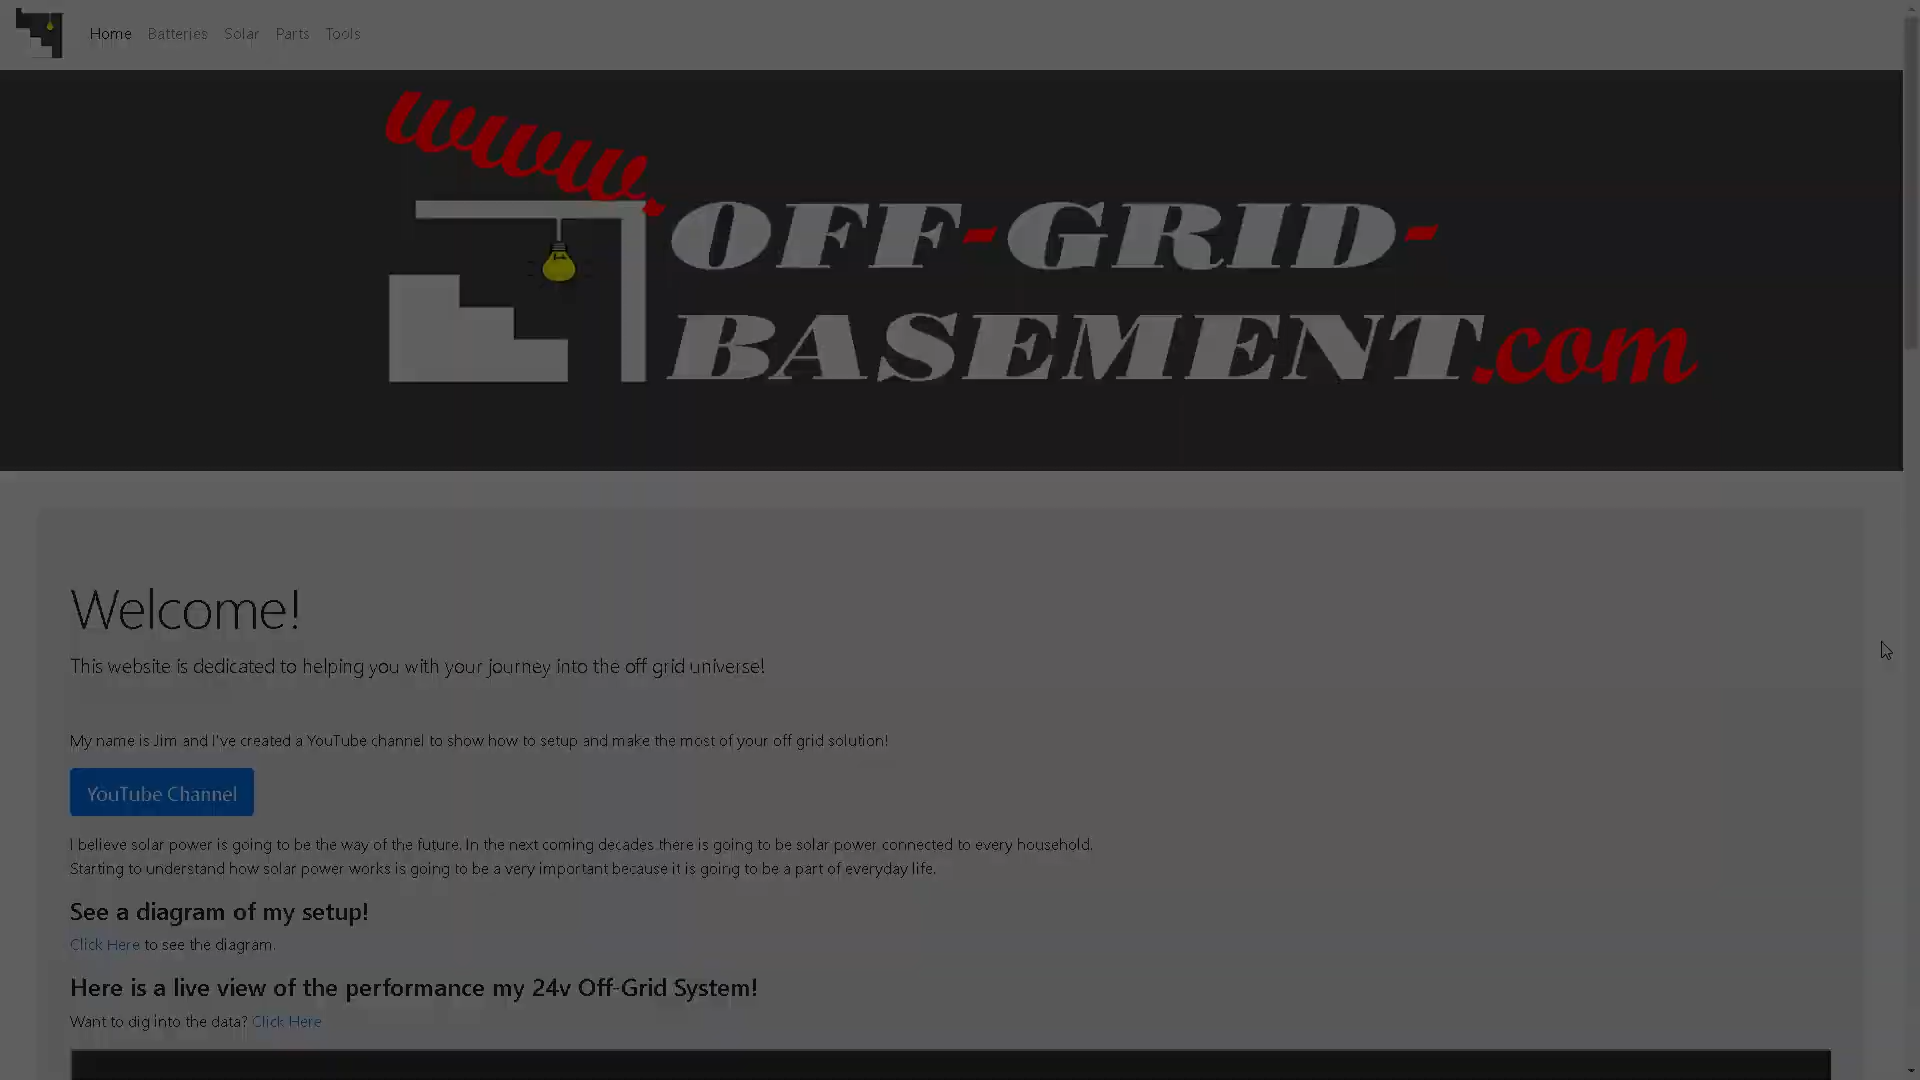 Home Batteries Solar Parts Tools
www.
OFF-GRID-
BASEMENT.com
Welcome!
This website is dedicated to helping you with your journey into the off grid universe!
My name is Jim and I've created a YouTube channel to show how to setup and make the most of your off grid solution!
YouTube Channel
I believe solar power is going to be the way of the future. In the next coming decades there is going to be solar power connected to every household.
Starting to understand how solar power works is going to be a very important because it is going to be a part of everyday life.
See a diagram of my setup!
Click Here to see the diagram.
Here is a live view of the performance my 24v Off-Grid System!
Want to dig into the data? Click Here